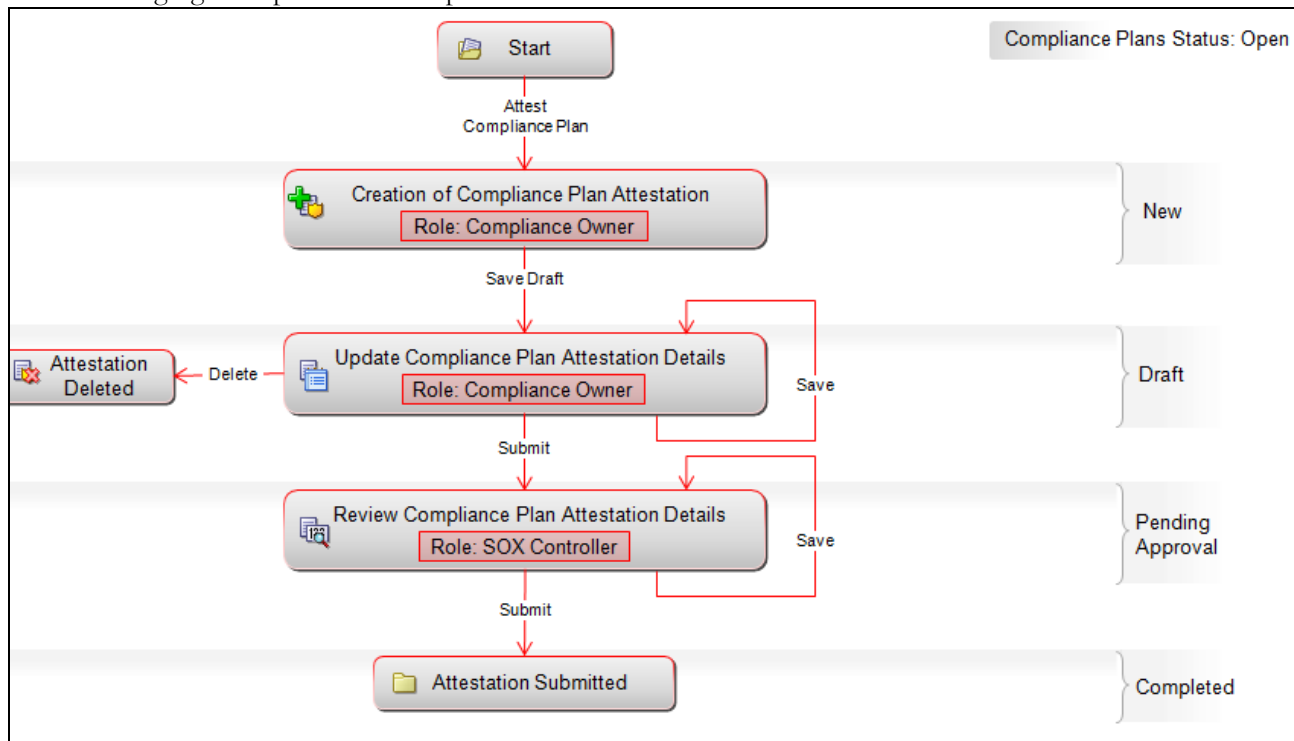 Start
Compliance Plans Status: Open
Attest
Compliance Plan
Creation of Compliance Plan Attestation
Role: Compliance Owner
New
Save Draft
Attestation
Deleted
Delete
Update Compliance Plan Attestation Details
Role: Compliance Owner
Save
Draft
Submit
Review Compliance Plan Attestation Details
Role: SOX Controller
Save
Pending
Approval
Submit
Attestation Submitted
Completed